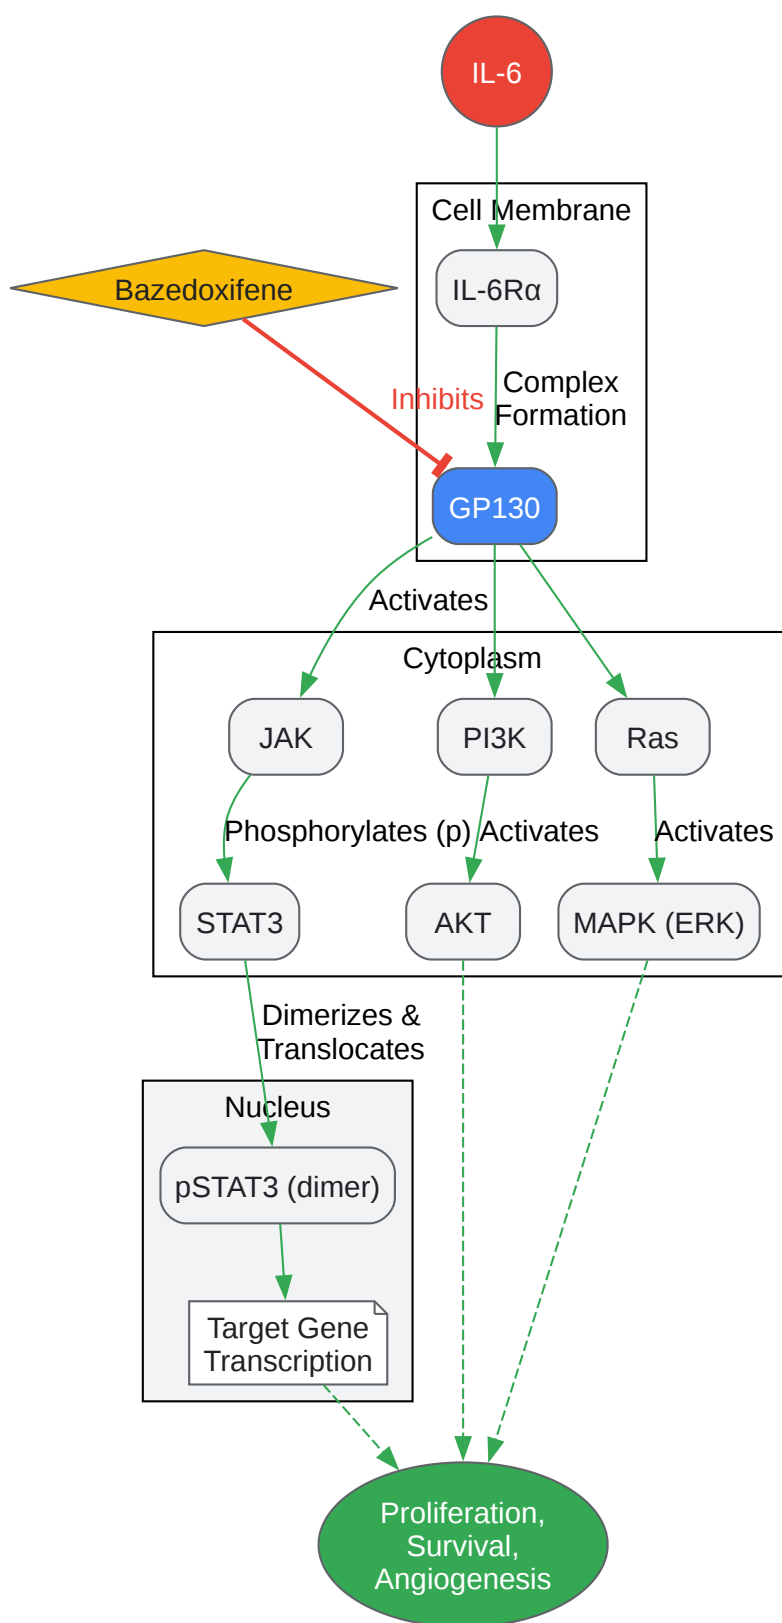 IL-6
Cell Membrane
Bazedoxifene
IL-6Rα
Inhibits
Complex
Formation
GP130
Activates
Cytoplasm
JAK
PI3K
Ras
Phosphorylates (p)
Activates
Activates
STAT3
AKT
MAPK (ERK)
Dimerizes &
Translocates
Nucleus
pSTAT3 (dimer)
Target Gene
Transcription
Proliferation,
Survival,
Angiogenesis